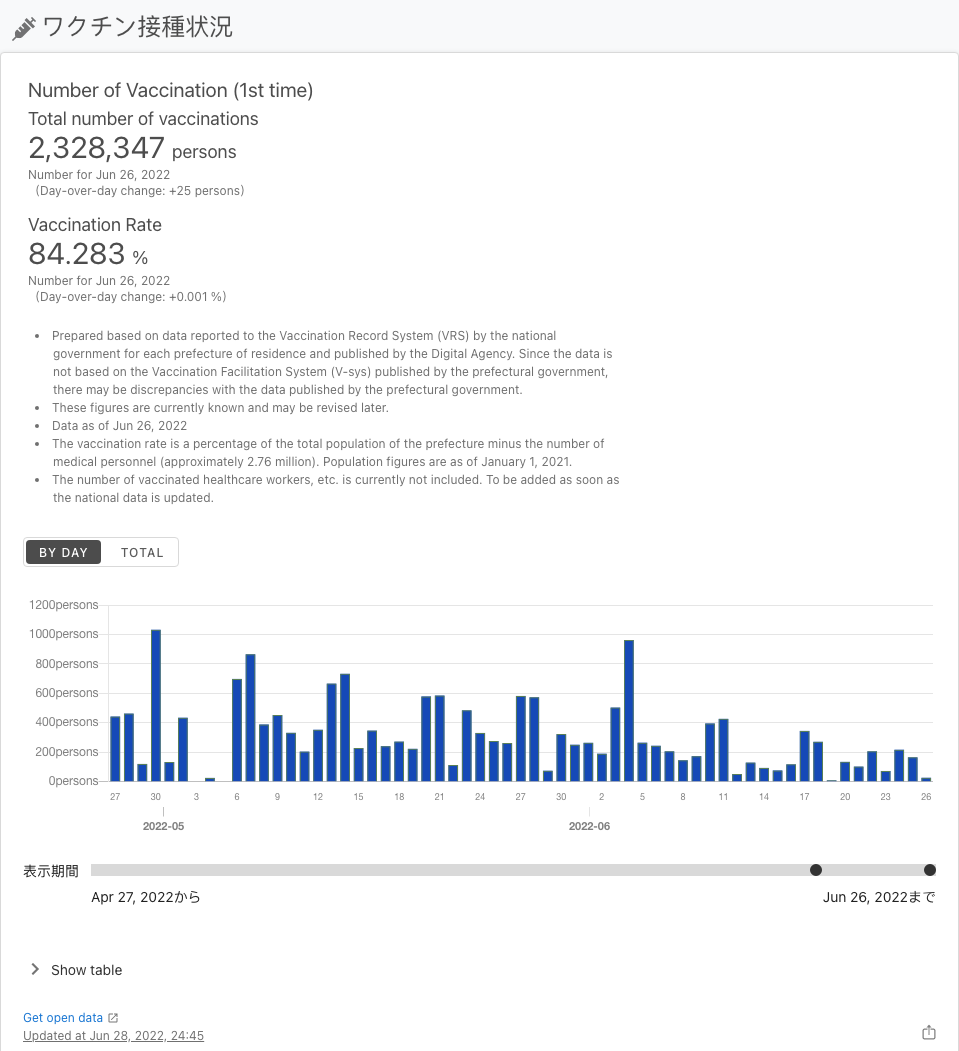 ワクチン接種状況
Number of Vaccination (1st time)
Total number of vaccinations
2,328,347 persons
Number for Jun 26, 2022
(Day-over-day change: +25 persons)
Vaccination Rate
84.283 %
Number for Jun 26, 2022
(Day-over-day change: +0.001 %)
• Prepared based on data reported to the Vaccination Record System (VRS) by the national
government for each prefecture of residence and published by the Digital Agency. Since the data is
not based on the Vaccination Facilitation System (V-sys) published by the prefectural government,
there may be discrepancies with the data published by the prefectural government.
• These figures are currently known and may be revised later.
• Data as of Jun 26, 2022
• The vaccination rate is a percentage of the total population of the prefecture minus the number of
medical personnel (approximately 2.76 million). Population figures are as of January 1, 2021.
• The number of vaccinated healthcare workers, etc. is currently not included. To be added as soon as
the national data is updated.
BY DAY TOTAL
1200persons
1000persons
800persons
600persons
400persons
200persons
0persons
27 30 3 6 9 12 15 18 21 24 27 30 2 5 8 11 14 17 20 23 26
2022-05 2022-06
表示期間
Apr 27, 2022から Jun 26, 2022まで
Show table
Get open data
Updated at Jun 28, 2022, 24:45